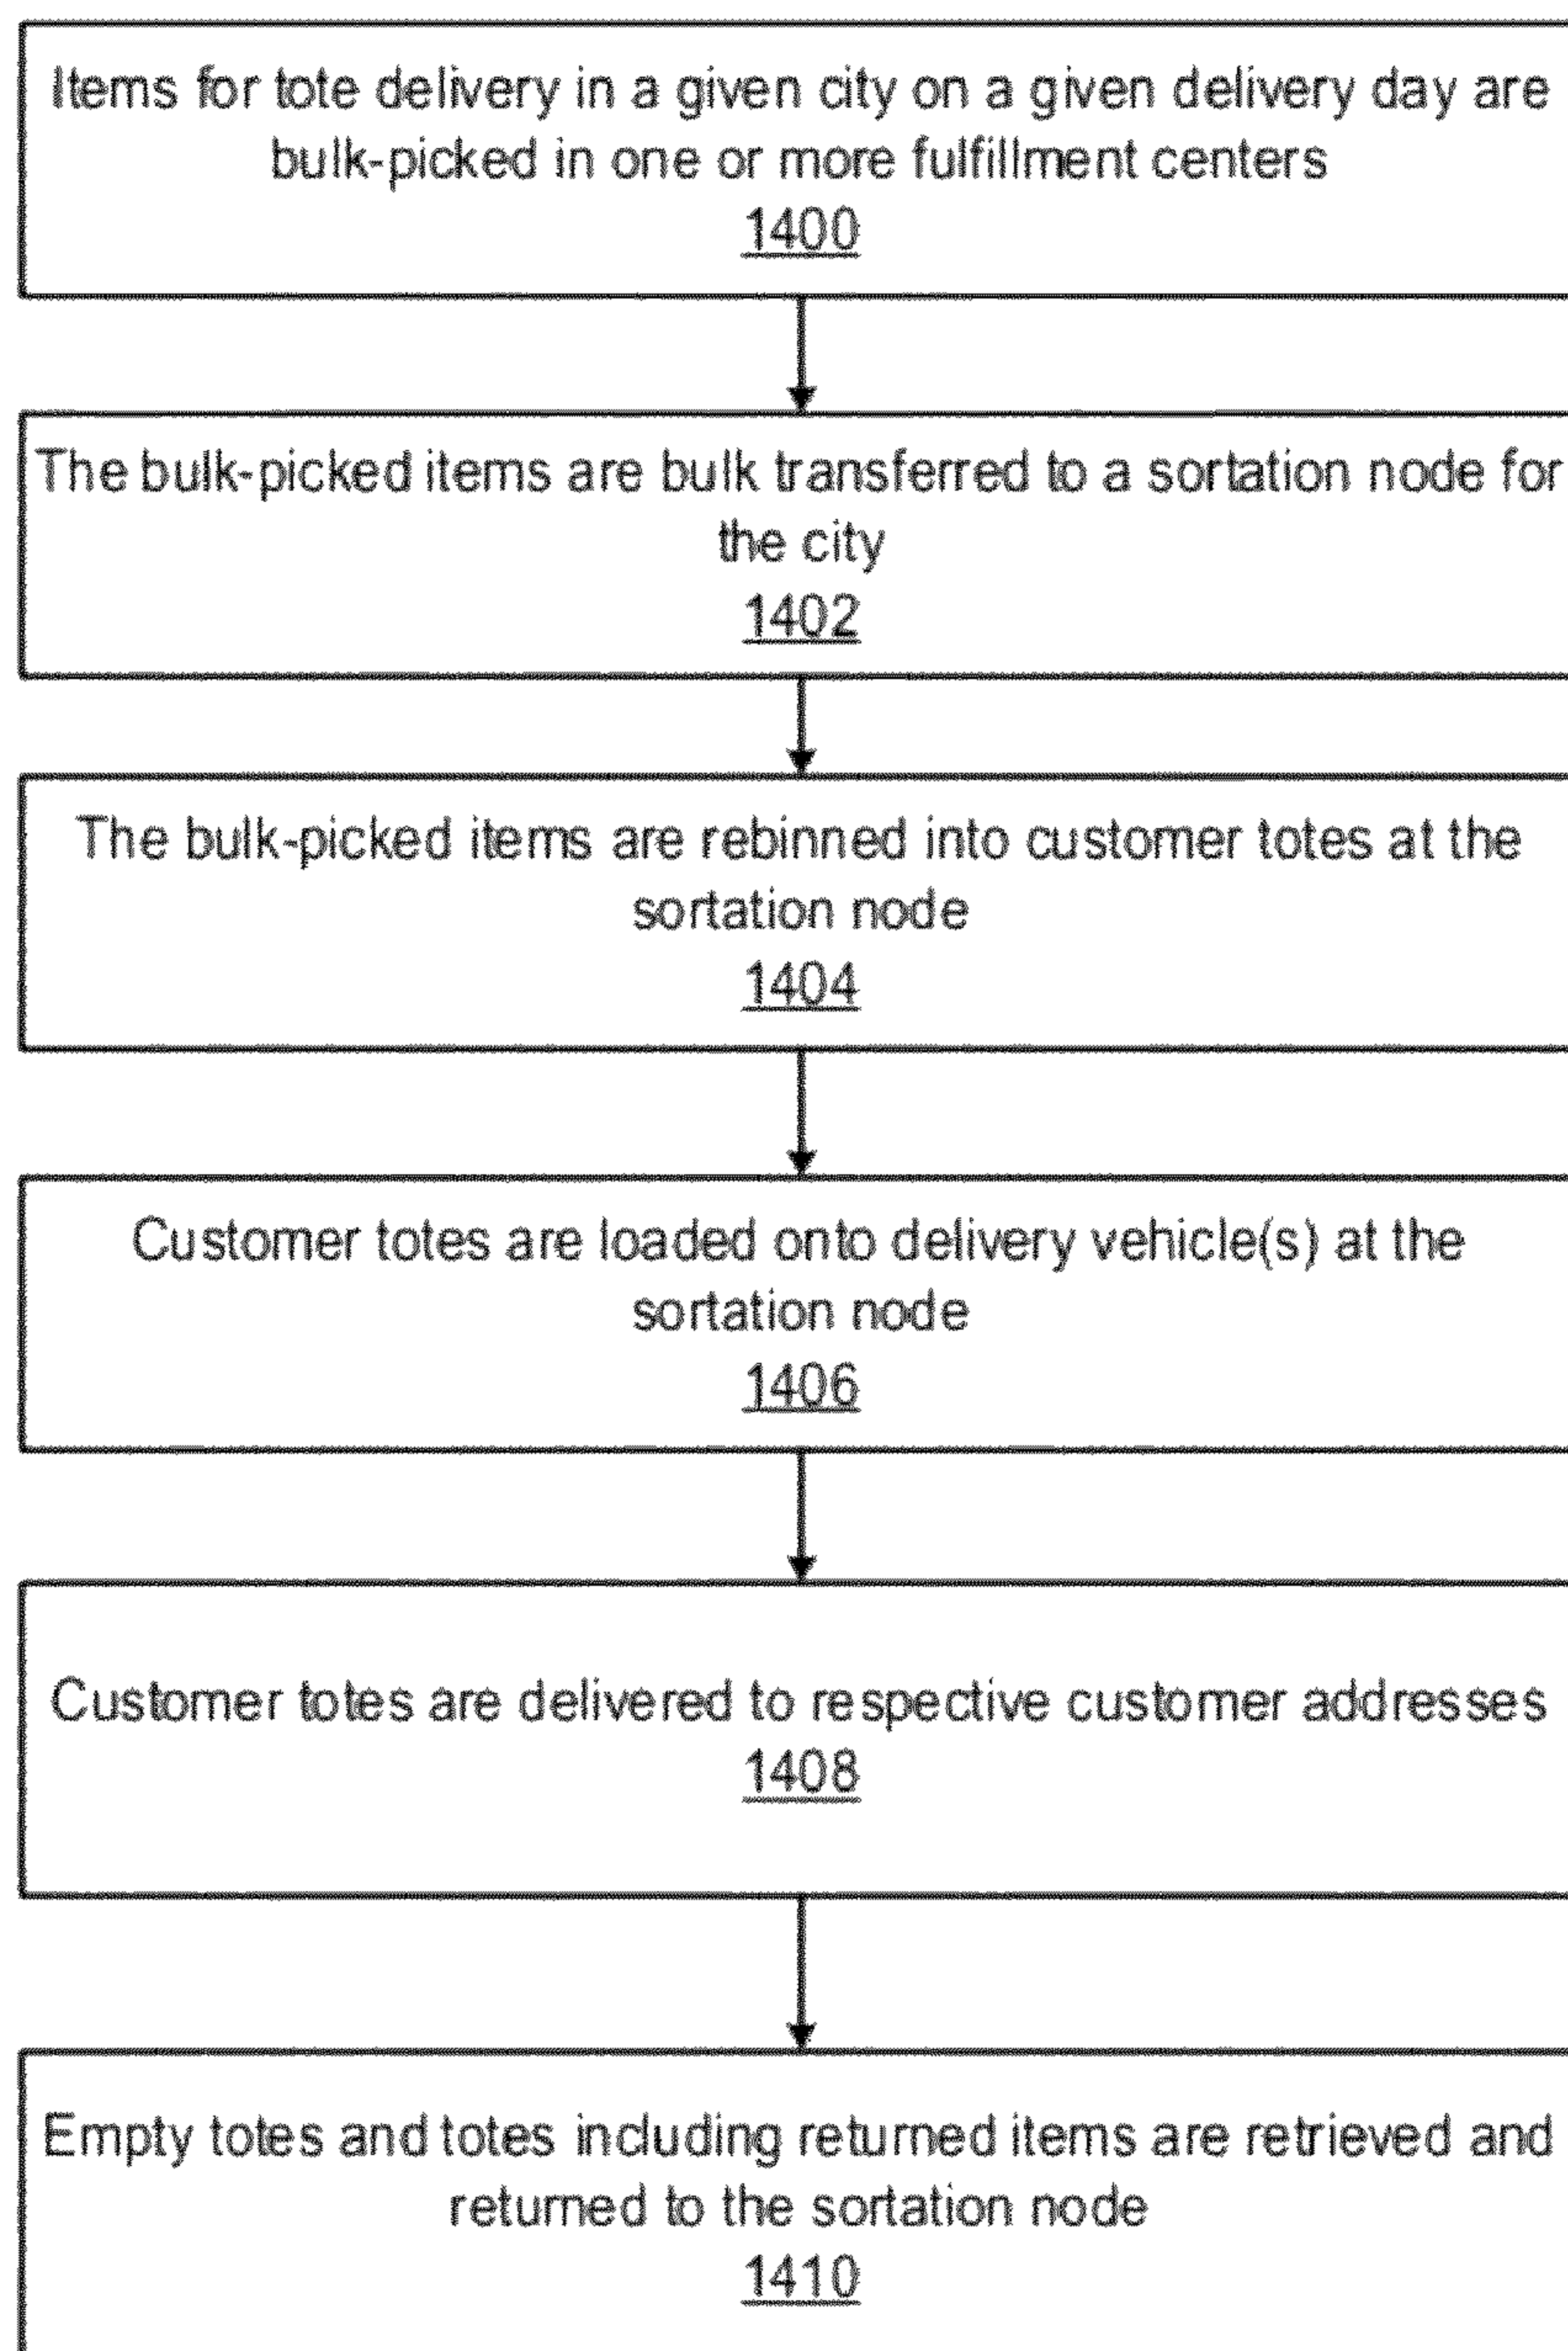 Items for tote delivery in a given city on a given delivery day are
bulk-picked in one or more fulfillment centers
1400
The bulk-picked items are bulk transferred to a sortation node for
the city
1402
The bulk-picked items are rebinned into customer totes at the
sortation node
1404
Customer totes are loaded onto delivery vehicle(s) at the
sortation node
1406
Customer totes are delivered to respective customer addresses
1408
Empty totes and totes including returned items are retrieved and
returned to the sortation node
1410